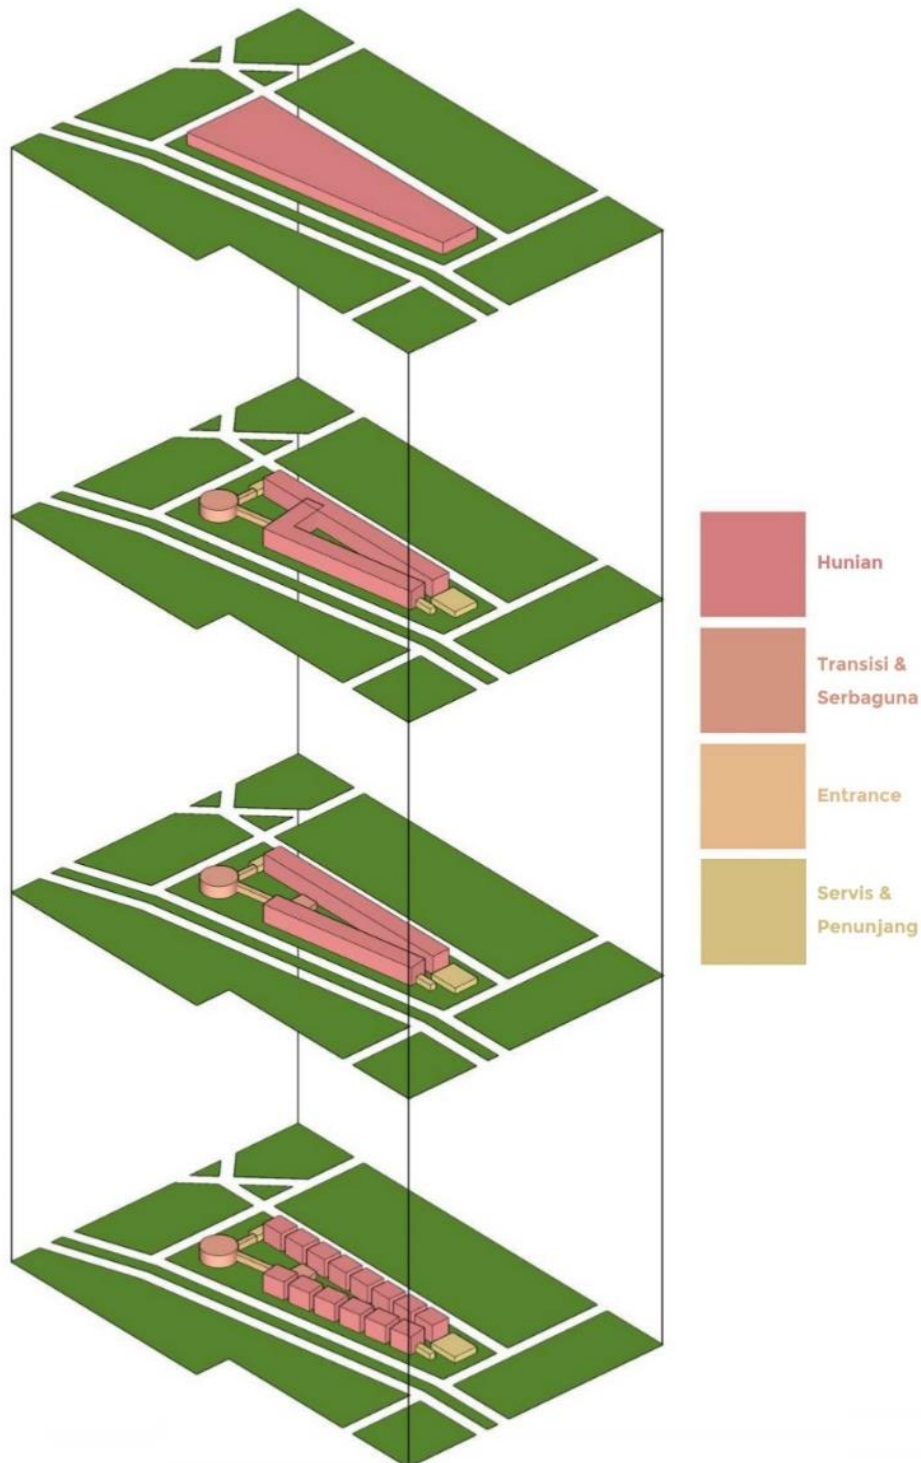 Hunian
Transisi &
Serbaguna
Entrance
Servis &
Penunjang